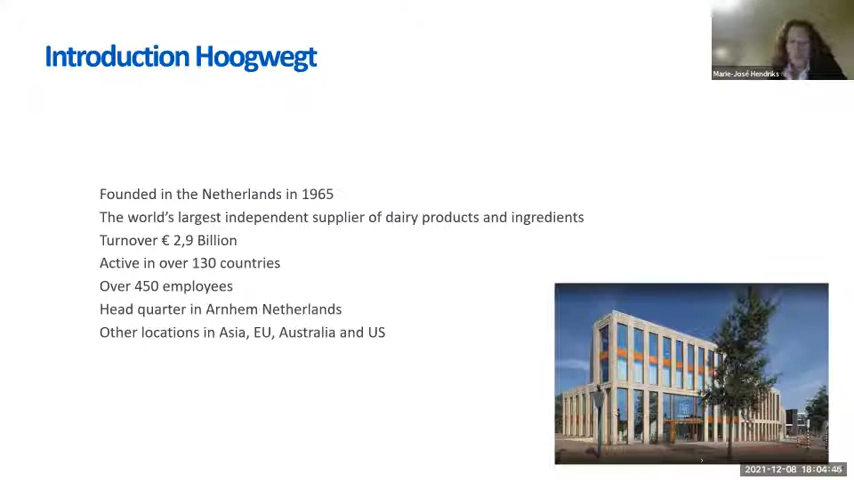 Introduction Hoogwegt
Marie-José Hendriks
Founded in the Netherlands in 1965
The world's largest independent supplier of dairy products and ingredients
Turnover € 2,9 Billion
Active in over 130 countries
Over 450 employees
Head quarter in Arnhem Netherlands
Other locations in Asia, EU, Australia and US
2021-12-08 18:04:45